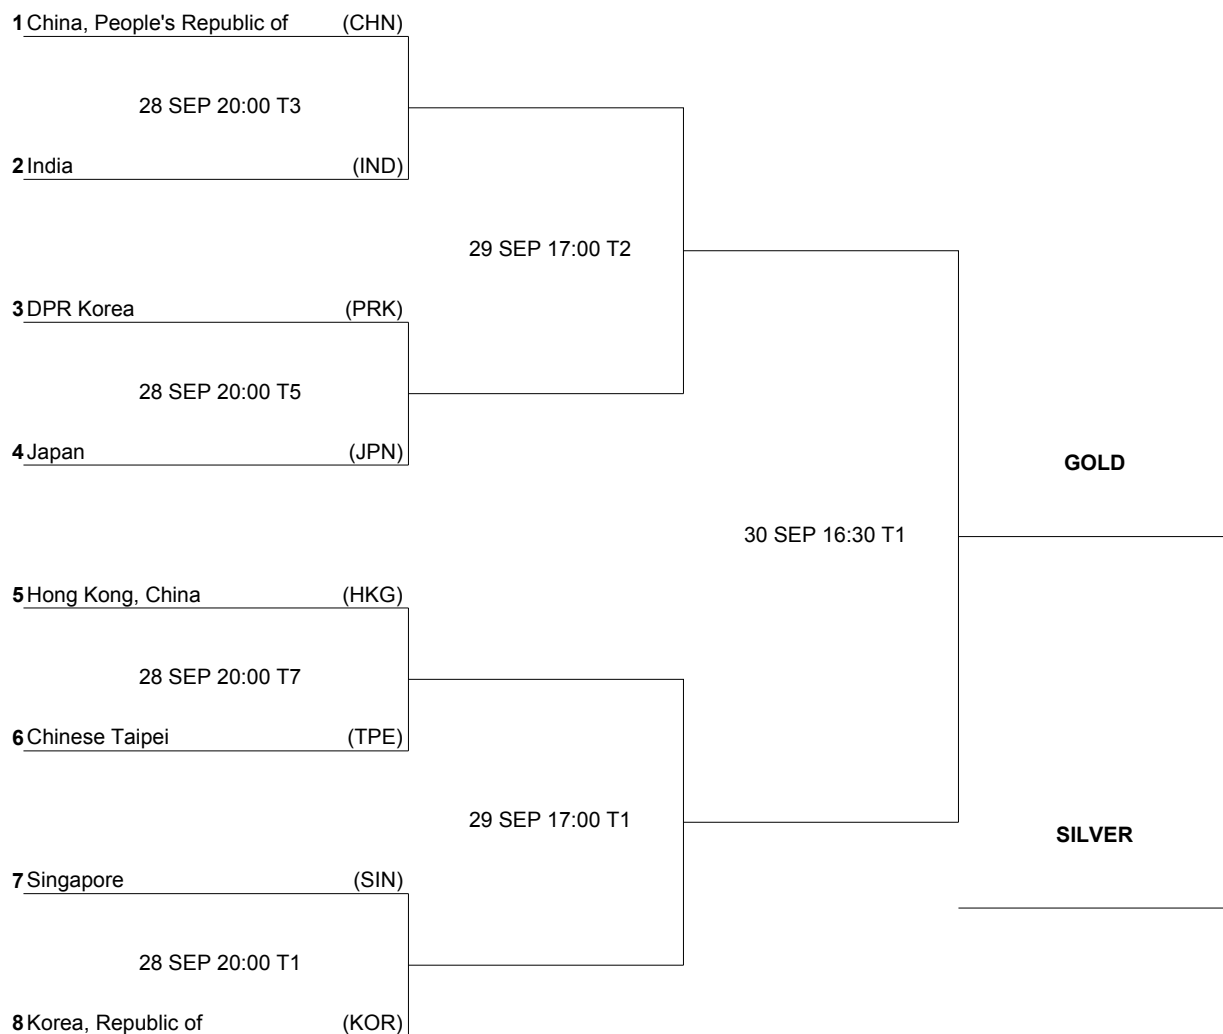 1 China, People's Republic of (CHN)
28 SEP 20:00 T3
2 India (IND)
29 SEP 17:00 T2
3 DPR Korea (PRK)
28 SEP 20:00 T5
4 Japan (JPN)
GOLD
30 SEP 16:30 T1
5 Hong Kong, China (HKG)
28 SEP 20:00 T7
6 Chinese Taipei (TPE)
29 SEP 17:00 T1
SILVER
7 Singapore (SIN)
28 SEP 20:00 T1
8 Korea, Republic of (KOR)